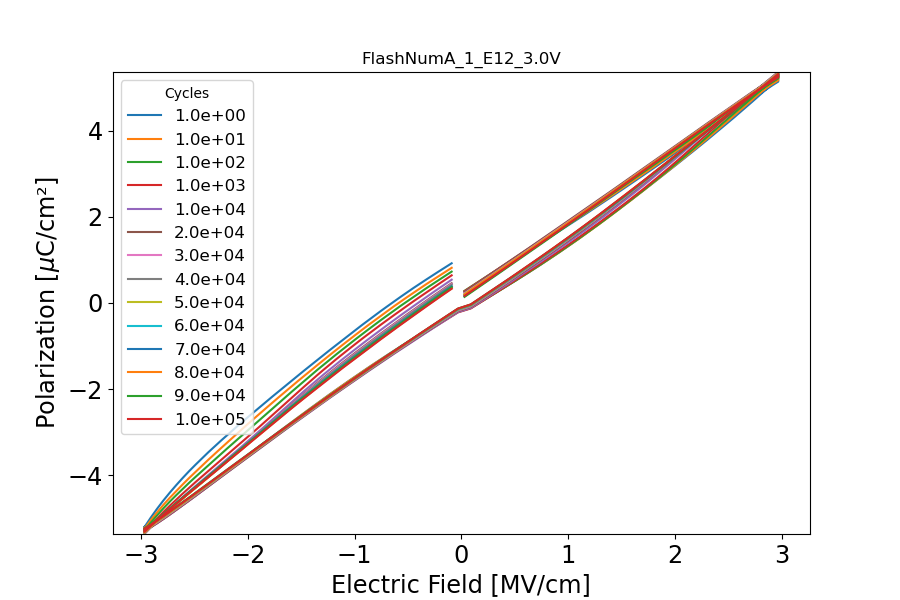 FlashNumA_1_E12_3.0V
Cycles
1.0e+00
1.0e+01
1.0e+02
1.0e+03
1.0e+04
2.0e+04
3.0e+04
4.0e+04
5.0e+04
6.0e+04
7.0e+04
8.0e+04
9.0e+04
1.0e+05
Polarization [μC/cm²]
4
2
0
−2
−4
−3 −2 −1 0 1 2 3
Electric Field [MV/cm]